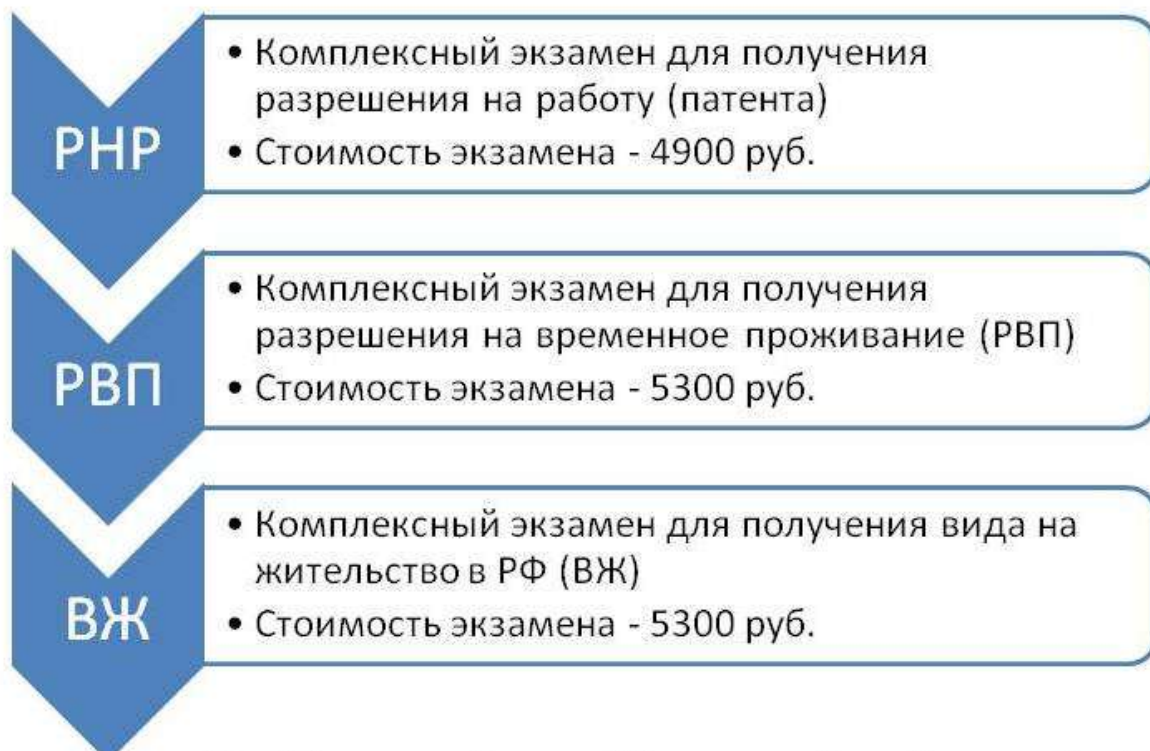 РНР
• Комплексный экзамен для получения
разрешения на работу (патента)
• Стоимость экзамена - 4900 руб.
РВП
• Комплексный экзамен для получения
разрешения на временное проживание (РВП)
• Стоимость экзамена - 5300 руб.
ВЖ
• Комплексный экзамен для получения вида на
жительство в РФ (ВЖ)
• Стоимость экзамена - 5300 руб.